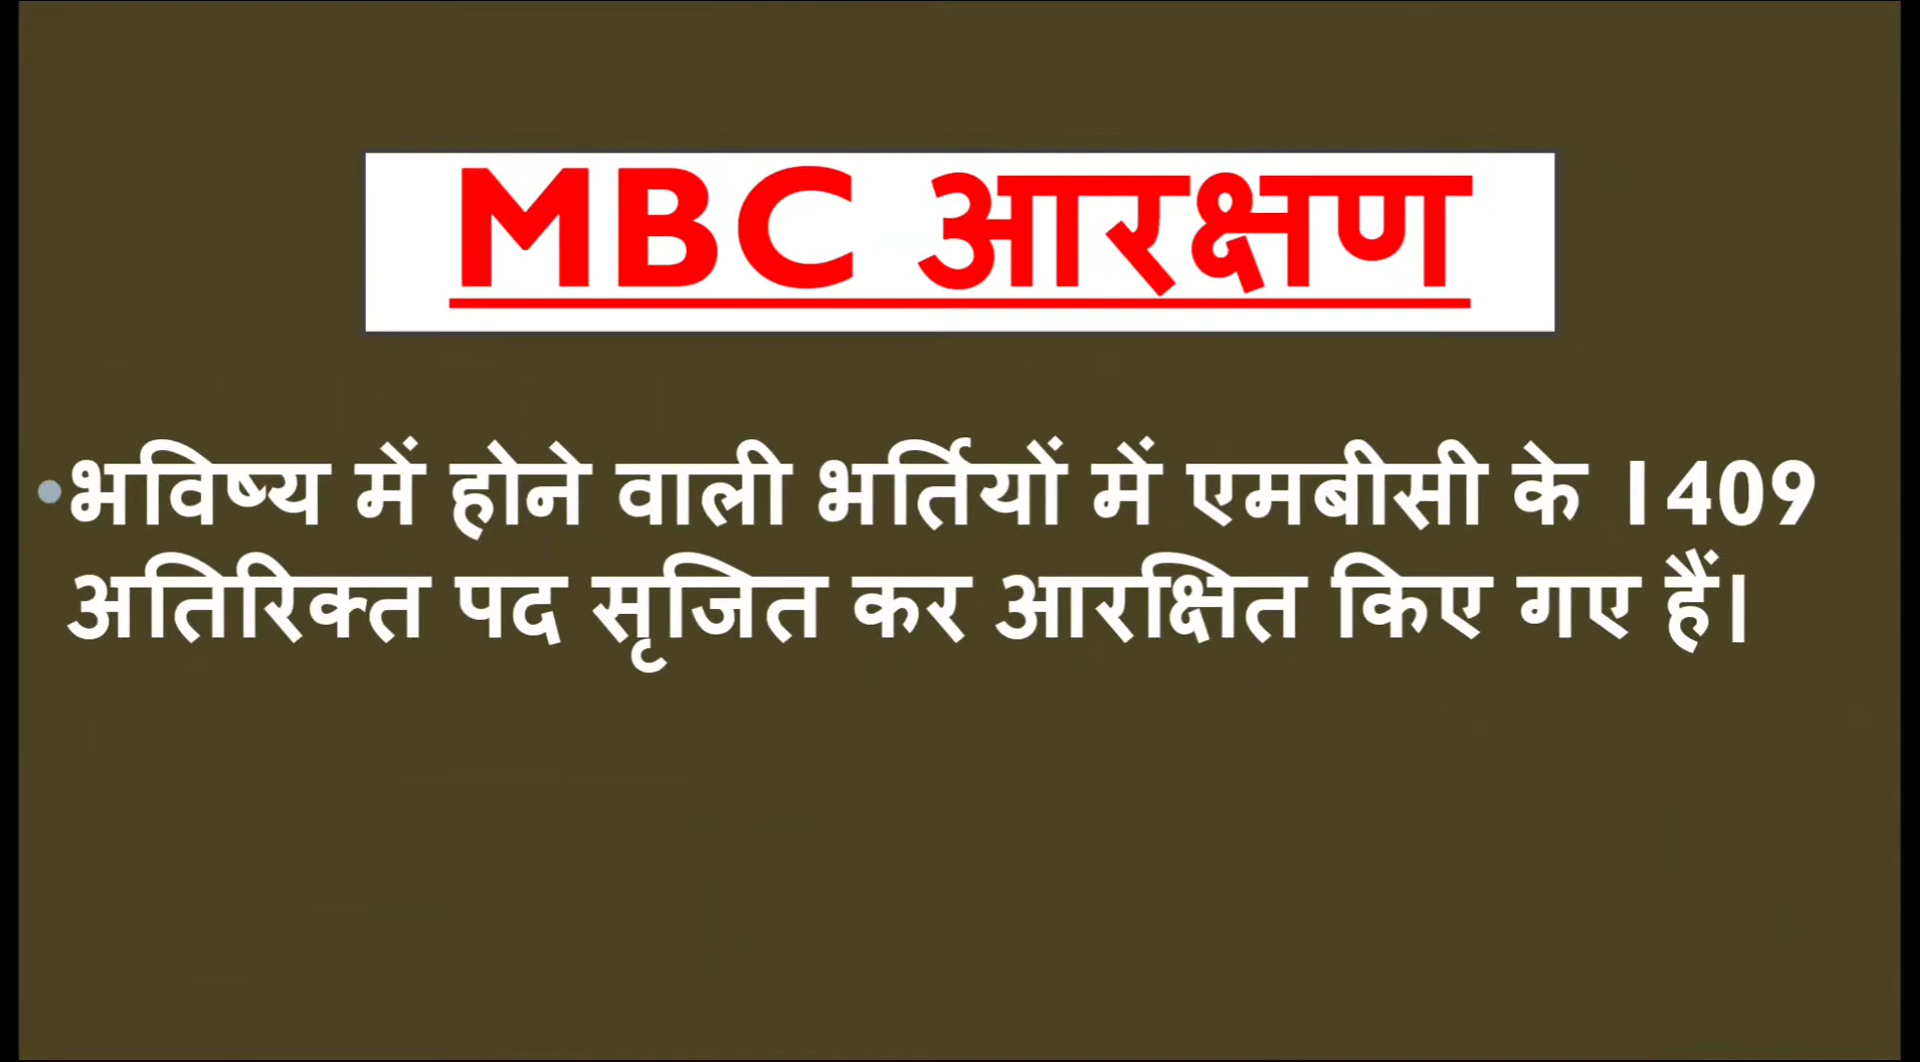 MBC आरक्षण
•भविष्य में होने वाली भर्तियों में एमबीसी के 1409
अतिरिक्त पद सृजित कर आरक्षित किए गए हैं।